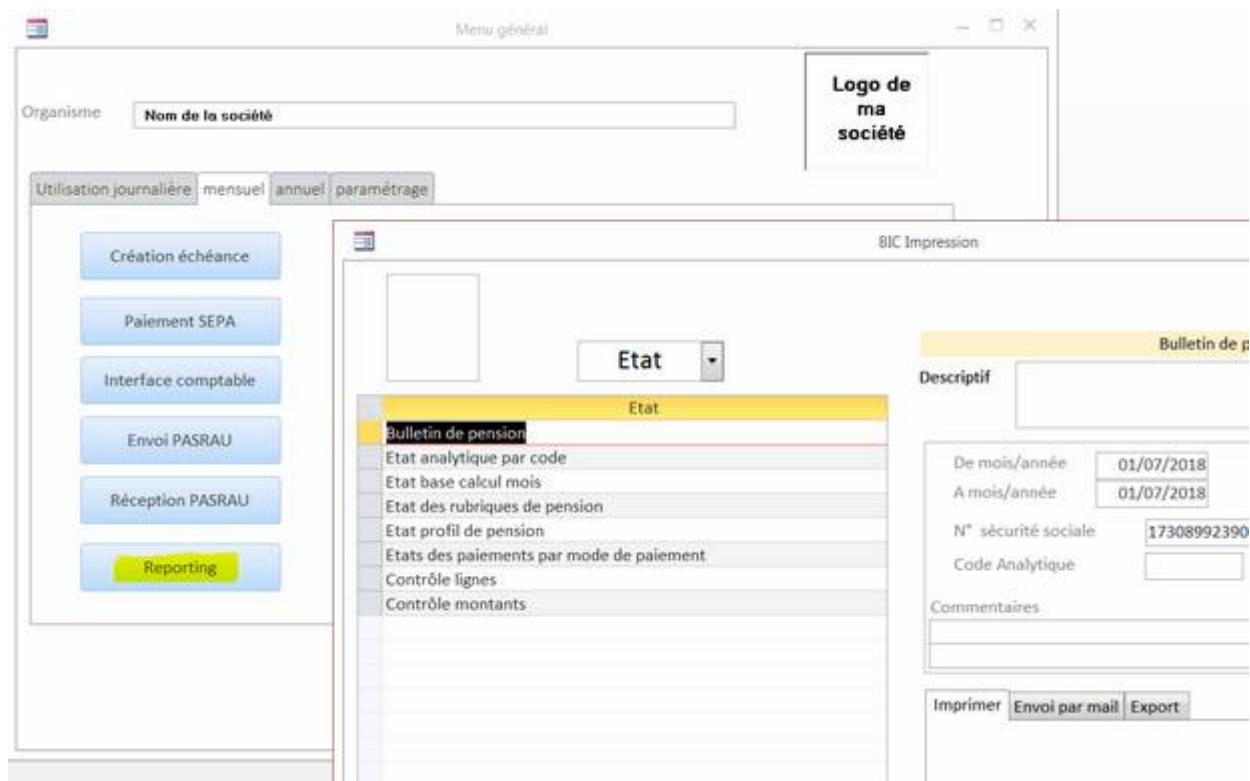 Menu général
Organisme
Nom de la société
Logo de
ma
société
Utilisation journalière mensuel annuel paramétrage
Création échéance
Paiement SEPA
Interface comptable
Envoi PASRAU
Réception PASRAU
Reporting
BIC Impression
Etat
Etat
Bulletin de pension
Etat analytique par code
Etat base calcul mois
Etat des rubriques de pension
Etat profil de pension
Etats des paiements par mode de paiement
Contrôle lignes
Contrôle montants
Bulletin de p
Descriptif
De mois/année 01/07/2018
A mois/année 01/07/2018
N° sécurité sociale 17308992390
Code Analytique
Commentaires
Imprimer Envoi par mail Export